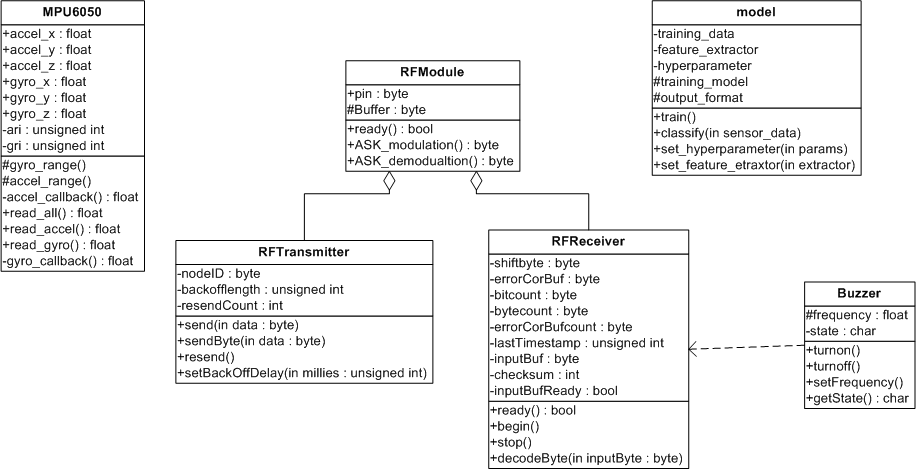 MPU6050
+accel_x : float
+accel_y : float
+accel_z : float
+gyro_x : float
+gyro_y : float
+gyro_z : float
-ari : unsigned int
-gri : unsigned int
#gyro_range()
#accel_range()
-accel_callback() : float
+read_all() : float
+read_accel() : float
+read_gyro() : float
-gyro_callback() : float
RFModule
+pin : byte
#Buffer : byte
+ready() : bool
+ASK_modulation() : byte
+ASK_demodualtion() : byte
model
-training_data
-feature_extractor
-hyperparameter
#training_model
#output_format
+train()
+classify(in sensor_data)
+set_hyperparameter(in params)
+set_feature_etraxtor(in extractor)
RFTransmitter
-nodeID : byte
-backofflength : unsigned int
-resendCount : int
+send(in data : byte)
+sendByte(in data : byte)
+resend()
+setBackOffDelay(in millies : unsigned int)
RFReceiver
-shiftbyte : byte
-errorCorBuf : byte
-bitcount : byte
-bytecount : byte
-errorCorBufcount : byte
-lastTimestamp : unsigned int
-inputBuf : byte
-checksum : int
-inputBufReady : bool
+ready() : bool
+begin()
+stop()
+decodeByte(in inputByte : byte)
Buzzer
#frequency : float
-state : char
+turnon()
+turnoff()
+setFrequency()
+getState() : char